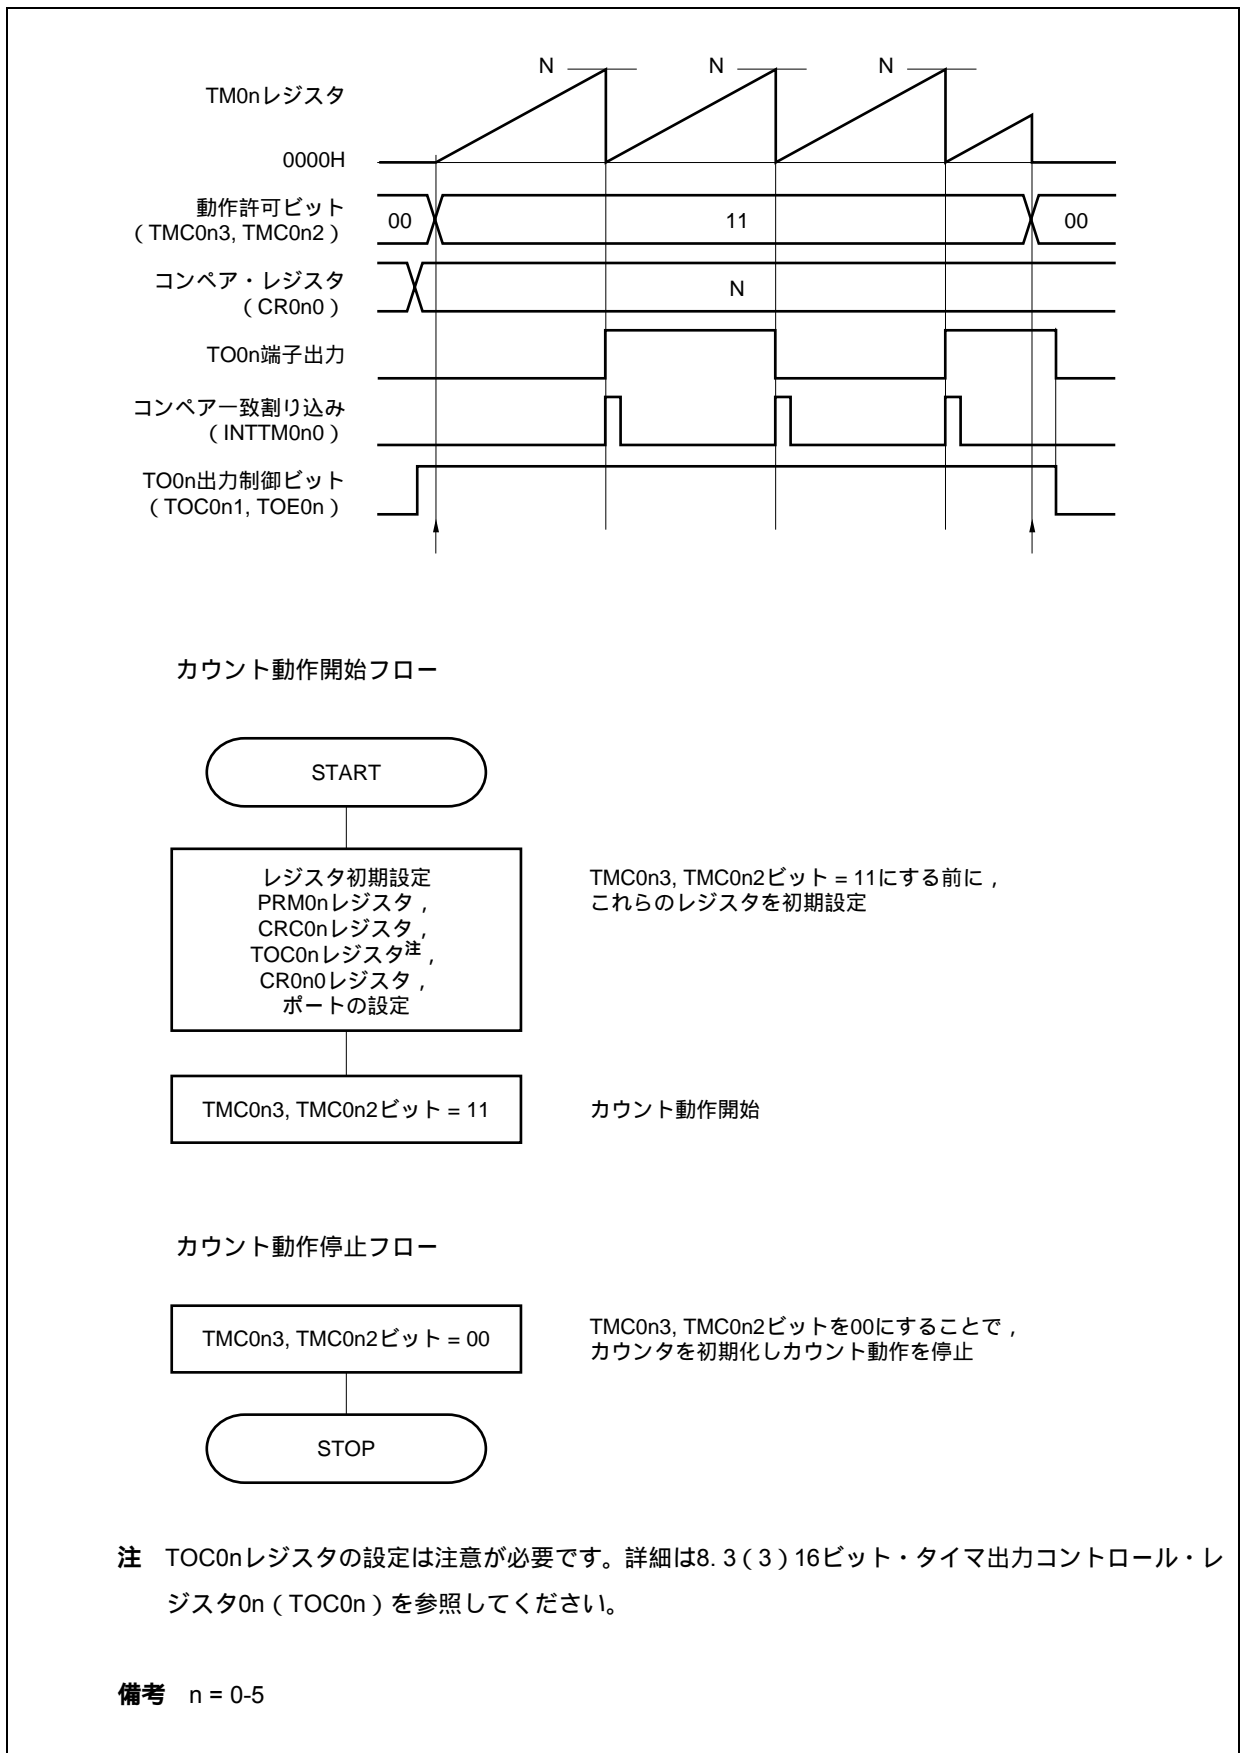 N N N
TM0nレジスタ
0000H
動作許可ビット
（TMC0n3, TMC0n2）
00 11 00
コンペア・レジスタ
（CR0n0）
N
TO0n端子出力
コンペア一致割り込み
（INTTM0n0）
TO0n出力制御ビット
（TOC0n1, TOE0n）
カウント動作開始フロー
START
レジスタ初期設定
PRM0nレジスタ，
CRC0nレジスタ，
TOC0nレジスタ注，
CR0n0レジスタ，
ポートの設定
TMC0n3, TMC0n2ビット = 11にする前に，
これらのレジスタを初期設定
TMC0n3, TMC0n2ビット = 11
カウント動作開始
カウント動作停止フロー
TMC0n3, TMC0n2ビット = 00
TMC0n3, TMC0n2ビットを00にすることで，
カウンタを初期化しカウント動作を停止
STOP
注 TOC0nレジスタの設定は注意が必要です。詳細は8. 3（3）16ビット・タイマ出力コントロール・レ
ジスタ0n（TOC0n）を参照してください。
備考 n = 0-5